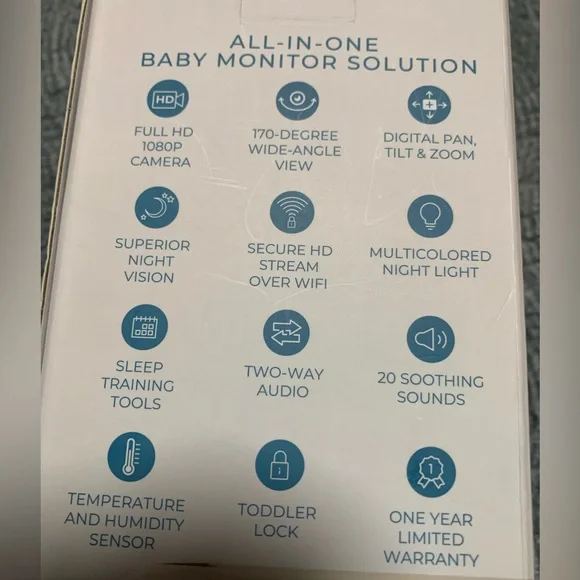 ALL-IN-ONE
BABY MONITOR SOLUTION
HD
FULL HD
1080P
CAMERA
170-DEGREE
WIDE-ANGLE
VIEW
DIGITAL PAN,
TILT & ZOOM
SUPERIOR
NIGHT
VISION
SECURE HD
STREAM
OVER WIFI
MULTICOLORED
NIGHT LIGHT
SLEEP
TRAINING
TOOLS
TWO-WAY
AUDIO
20 SOOTHING
SOUNDS
TEMPERATURE
AND HUMIDITY
SENSOR
TODDLER
LOCK
1
ONE YEAR
LIMITED
WARRANTY